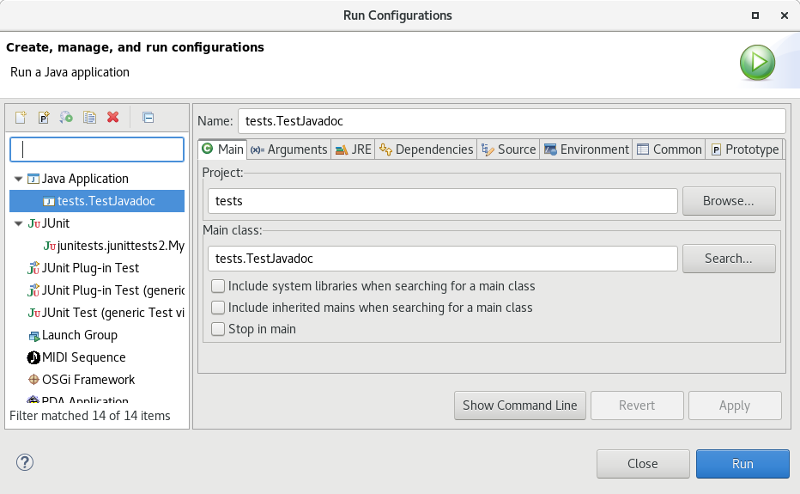 Run Configurations
Create, manage, and run configurations
Run a Java application
Name: tests.TestJavadoc
Main Arguments JRE Dependencies Source Environment Common Prototype
Project:
tests Browse...
Main class:
tests.TestJavadoc Search...
Include system libraries when searching for a main class
Include inherited mains when searching for a main class
Stop in main
Java Application
tests.TestJavadoc
JUnit
junitests.junittests2.My
JUnit Plug-in Test
JUnit Plug-in Test (generic
JUnit Test (generic Test vi
Launch Group
MIDI Sequence
OSGi Framework
PDA Application
Filter matched 14 of 14 items
Show Command Line Revert Apply
Close Run